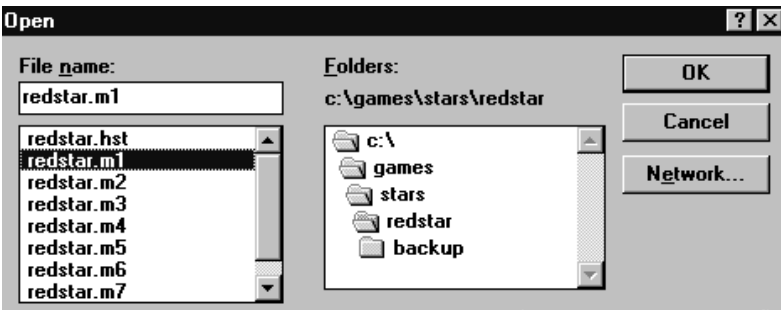 Open
File name:
redstar.m1
redstar.hst
redstar.m1
redstar.m2
redstar.m3
redstar.m4
redstar.m5
redstar.m6
redstar.m7
Folders:
c:\games\stars\redstar
c:\
games
stars
redstar
backup
OK
Cancel
Network...